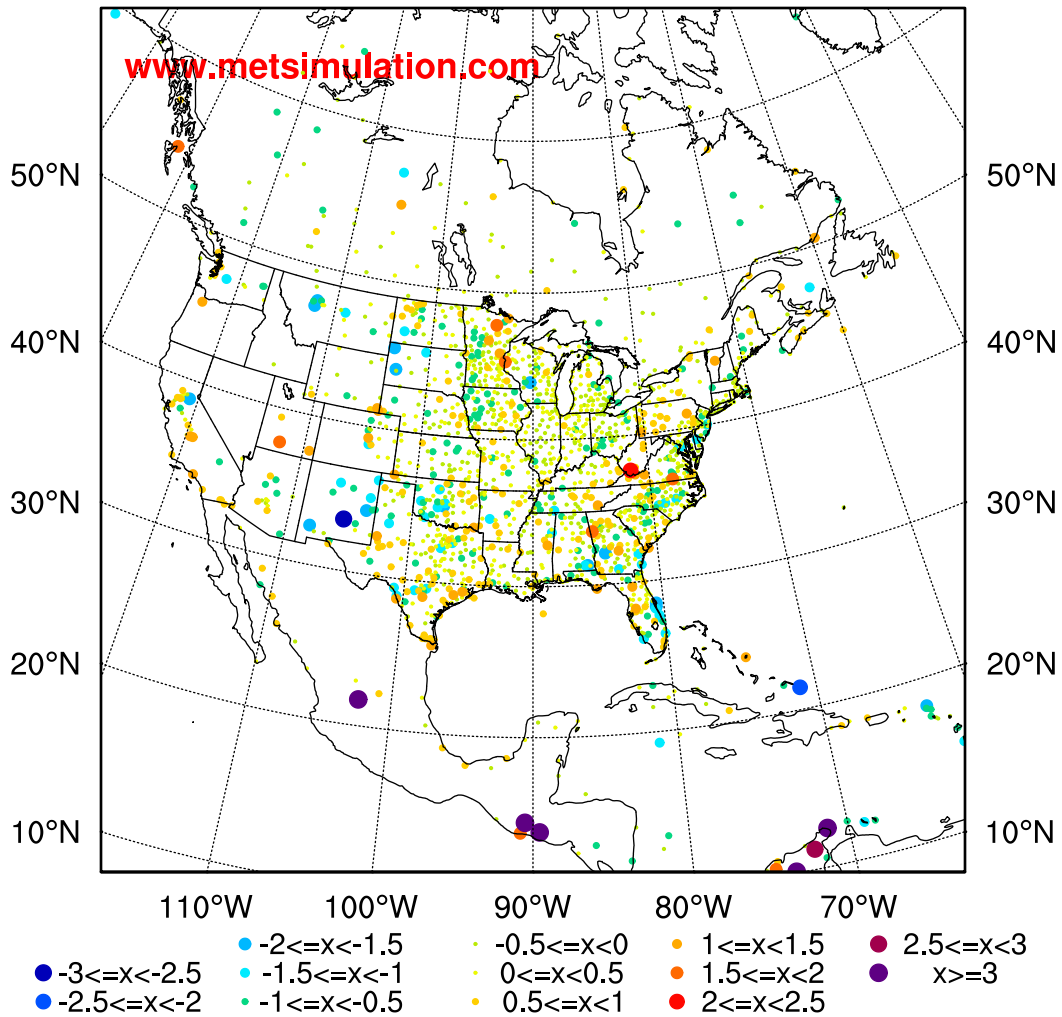 www.metsimulation.com
50°N 50°N
40°N 40°N
30°N 30°N
20°N 20°N
10°N 10°N
110°W 100°W 90°W 80°W 70°W
-2<=x<-1.5 -0.5<=x<0 1<=x<1.5 2.5<=x<3
-3<=x<-2.5 -1.5<=x<-1 0<=x<0.5 1.5<=x<2 x>=3
-2.5<=x<-2 -1<=x<-0.5 0.5<=x<1 2<=x<2.5